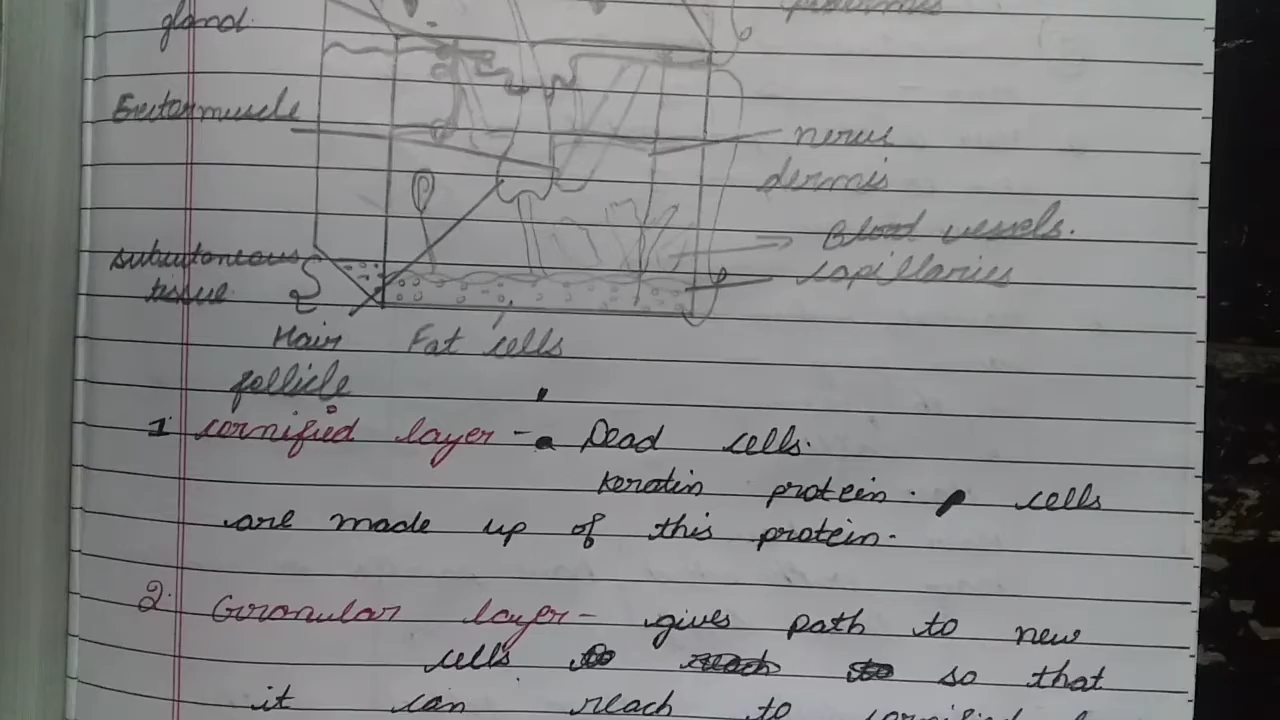 gland.
Erector muscle
nerve
dermis
Blood vessels.
subcutaneous
capillaries
tissue
Hair Fat cells
follicle
1. cornified layer - Dead cells.
keratin protein. cells
are made up of this protein.
2. Granular layer - gives path to new
cells so that
it can reach to